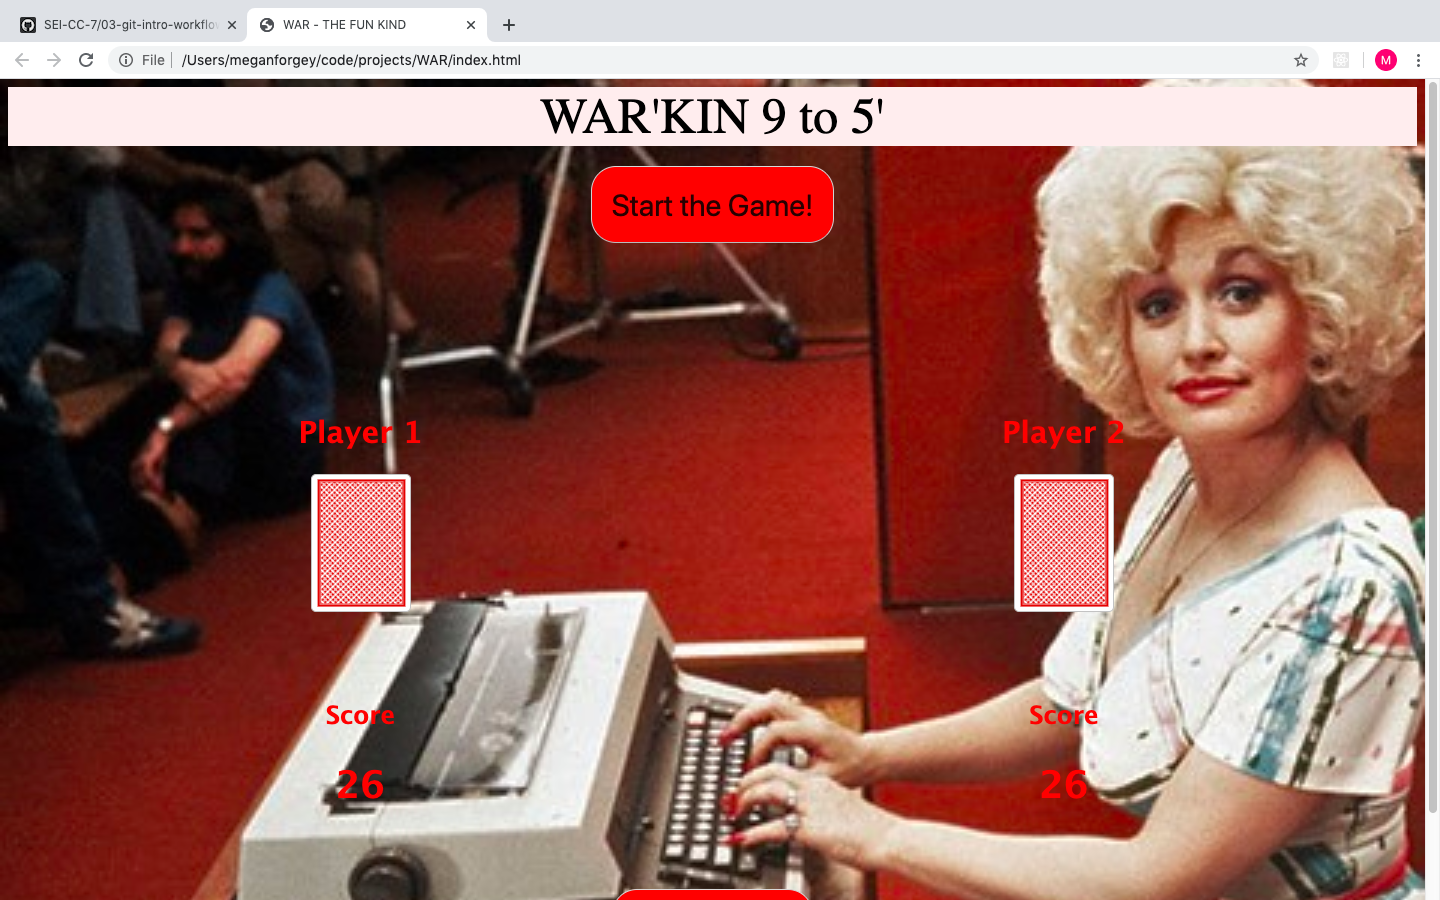 SEI-CC-7/03-git-intro-workflo
WAR - THE FUN KIND
File
/Users/meganforgey/code/projects/WAR/index.html
M
WAR'KIN 9 to 5'
Start the Game!
Player 1
Player 2
Score
Score
26
26